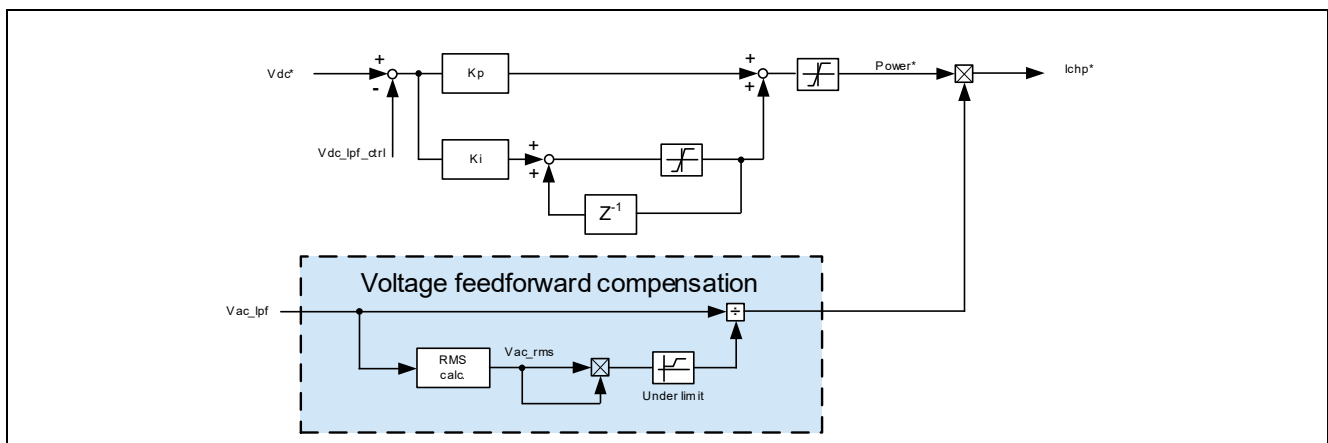 +
+
Vdc*
Kp
Power*
Ichp*
-
+
Vdc_lpf_ctrl
+
Ki
+
Z-1
Voltage feedforward compensation
Vac_lpf
÷
RMS
calc.
Vac_rms
Under limit